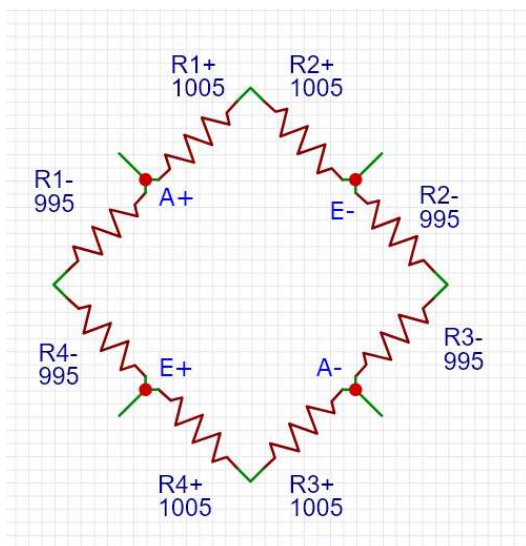 R1+
1005
R2+
1005
R1-
995
A+
E-
R2-
995
R4-
995
E+
A-
R3-
995
R4+
1005
R3+
1005